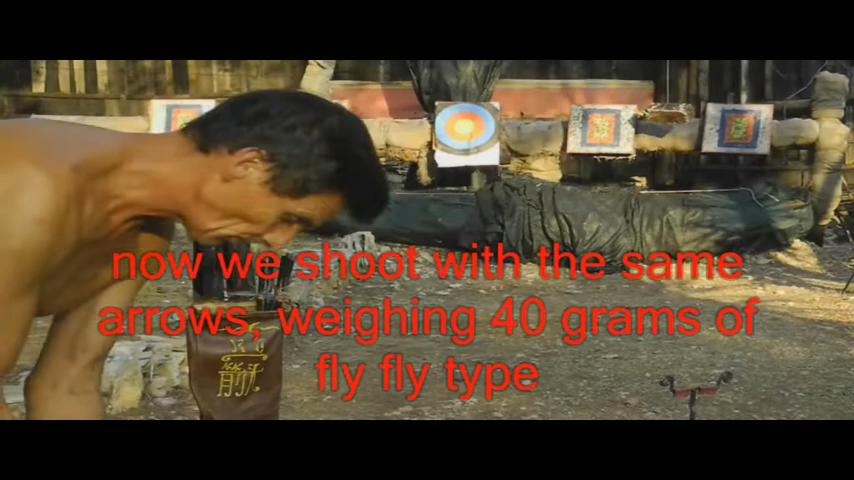 now we shoot with the same
arrows, weighing 40 grams of
fly fly type